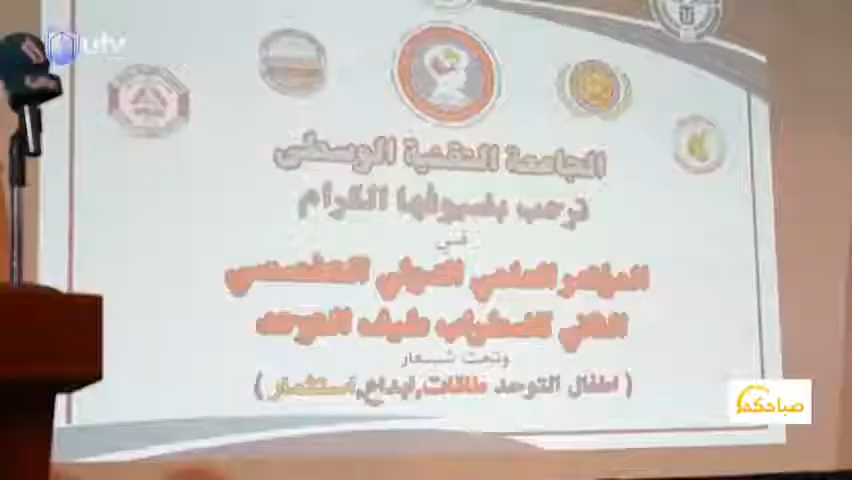 utv
الجامعة التقنية الوسطى
ترحب بضيوفها الكرام
في
المؤتمر العلمي الدولي التخصصي
الثاني لاضطراب طيف التوحد
وتحت شعار
(اطفال التوحد طاقات,ابداع,استثمار)
صباحكم